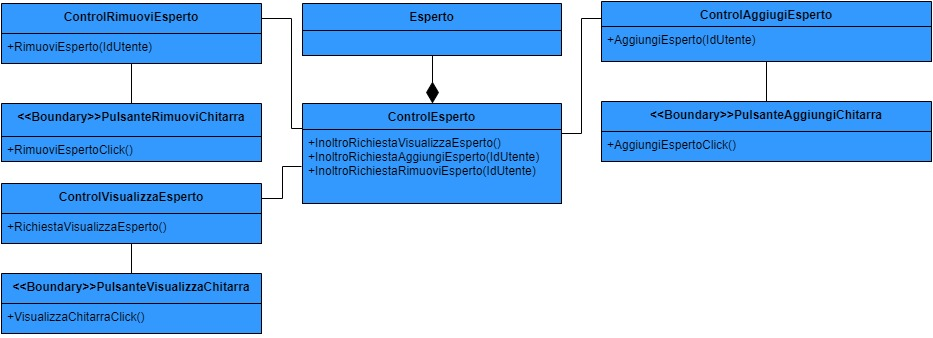 ControlRimuoviEsperto
+RimuoviEsperto(IdUtente)
Esperto
ControlAggiugiEsperto
+AggiungiEsperto(IdUtente)
<<Boundary>>PulsanteRimuoviChitarra
+RimuoviEspertoClick()
ControlEsperto
+InoltroRichiestaVisualizzaEsperto()
+InoltroRichiestaAggiungiEsperto(IdUtente)
+InoltroRichiestaRimuoviEsperto(IdUtente)
<<Boundary>>PulsanteAggiungiChitarra
+AggiungiEspertoClick()
ControlVisualizzaEsperto
+RichiestaVisualizzaEsperto()
<<Boundary>>PulsanteVisualizzaChitarra
+VisualizzaChitarraClick()